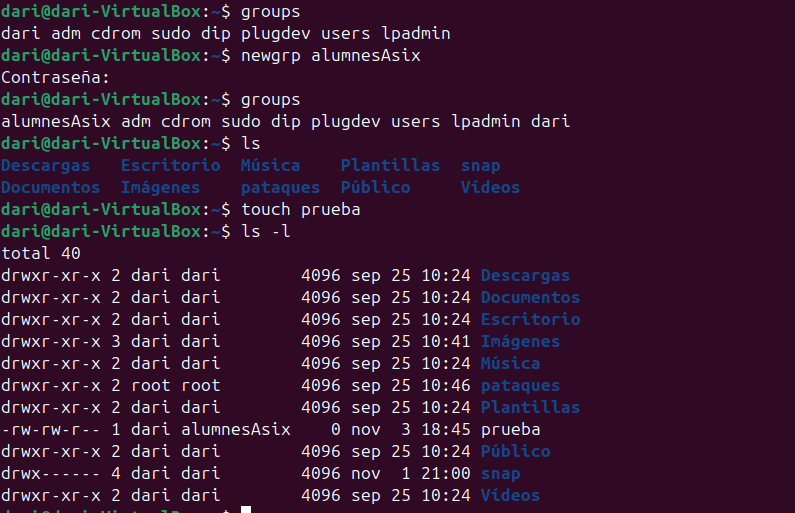 dari@dari-VirtualBox:~$ groups
dari adm cdrom sudo dip plugdev users lpadmin
dari@dari-VirtualBox:~$ newgrp alumnesAsix
Contraseña:
dari@dari-VirtualBox:~$ groups
alumnesAsix adm cdrom sudo dip plugdev users lpadmin dari
dari@dari-VirtualBox:~$ ls
Descargas   Escritorio  Música    Plantillas  snap
Documentos  Imágenes    pataques  Público     Vídeos
dari@dari-VirtualBox:~$ touch prueba
dari@dari-VirtualBox:~$ ls -l
total 40
drwxr-xr-x 2 dari dari        4096 sep 25 10:24 Descargas
drwxr-xr-x 2 dari dari        4096 sep 25 10:24 Documentos
drwxr-xr-x 2 dari dari        4096 sep 25 10:24 Escritorio
drwxr-xr-x 3 dari dari        4096 sep 25 10:41 Imágenes
drwxr-xr-x 2 dari dari        4096 sep 25 10:24 Música
drwxr-xr-x 2 root root        4096 sep 25 10:46 pataques
drwxr-xr-x 2 dari dari        4096 sep 25 10:24 Plantillas
-rw-rw-r-- 1 dari alumnesAsix    0 nov  3 18:45 prueba
drwxr-xr-x 2 dari dari        4096 sep 25 10:24 Público
drwx------ 4 dari dari        4096 nov  1 21:00 snap
drwxr-xr-x 2 dari dari        4096 sep 25 10:24 Vídeos
dari@dari-VirtualBox:~$